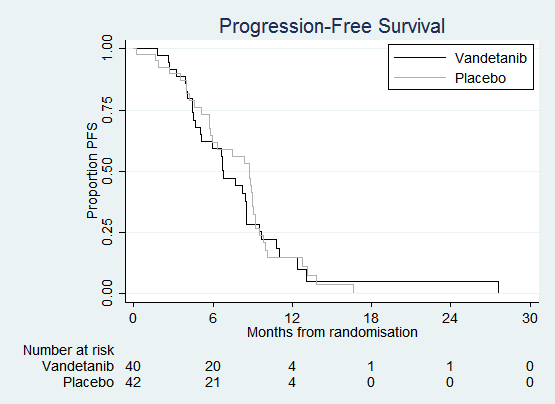 Progression-Free Survival
Vandetanib
Placebo
Proportion PFS
1.00
0.75
0.50
0.25
0.00
0 6 12 18 24 30
Months from randomisation
Number at risk
Vandetanib 40 20 4 1 1 0
Placebo 42 21 4 0 0 0